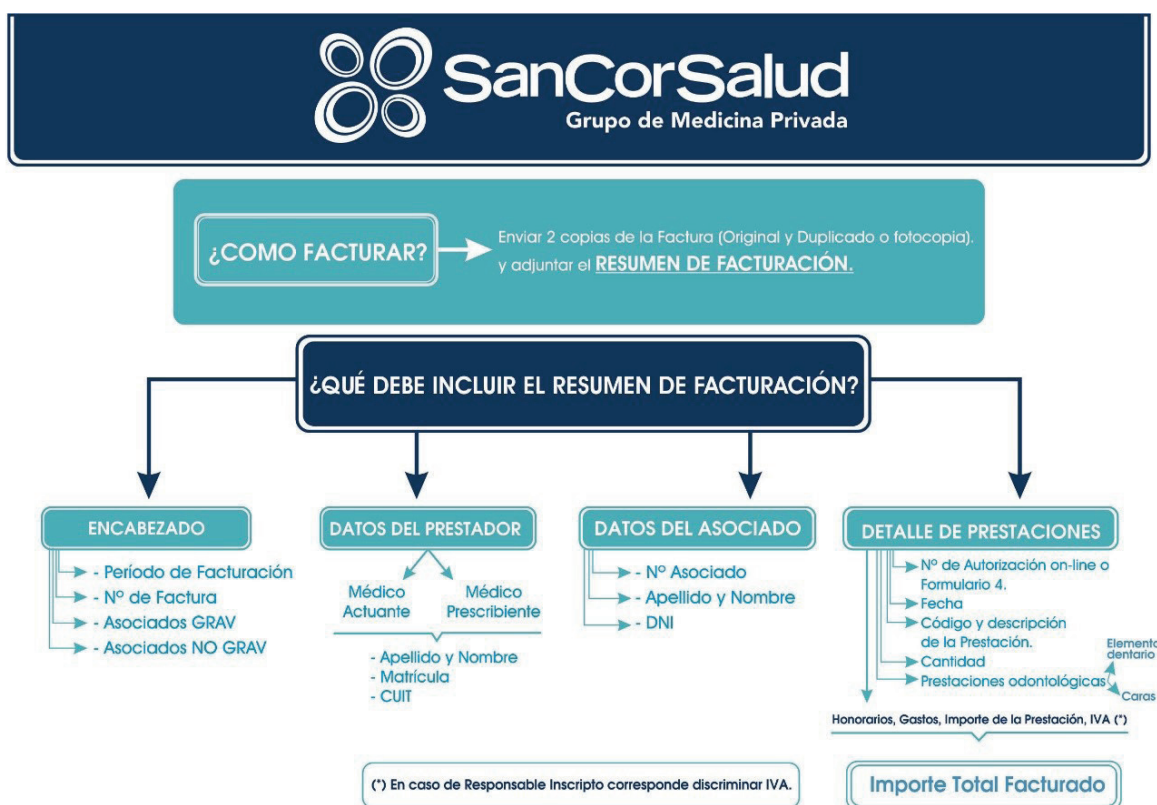 SanCorSalud
Grupo de Medicina Privada
¿COMO FACTURAR?
Enviar 2 copias de la Factura (Original y Duplicado o fotocopia).
y adjuntar el RESUMEN DE FACTURACIÓN.
¿QUÉ DEBE INCLUIR EL RESUMEN DE FACTURACIÓN?
ENCABEZADO
- Período de Facturación
- Nº de Factura
- Asociados GRAV
- Asociados NO GRAV
DATOS DEL PRESTADOR
Médico
Actuante
Médico
Prescribiente
- Apellido y Nombre
- Matrícula
- CUIT
DATOS DEL ASOCIADO
- Nº Asociado
- Apellido y Nombre
- DNI
DETALLE DE PRESTACIONES
Nº de Autorización on-line o
Formulario 4.
Fecha
Código y descripción
de la Prestación.
Cantidad
Prestaciones odontológicas
Elemento
dentario
Caras
Honorarios, Gastos, Importe de la Prestación, IVA (*)
(*) En caso de Responsable Inscripto corresponde discriminar IVA.
Importe Total Facturado